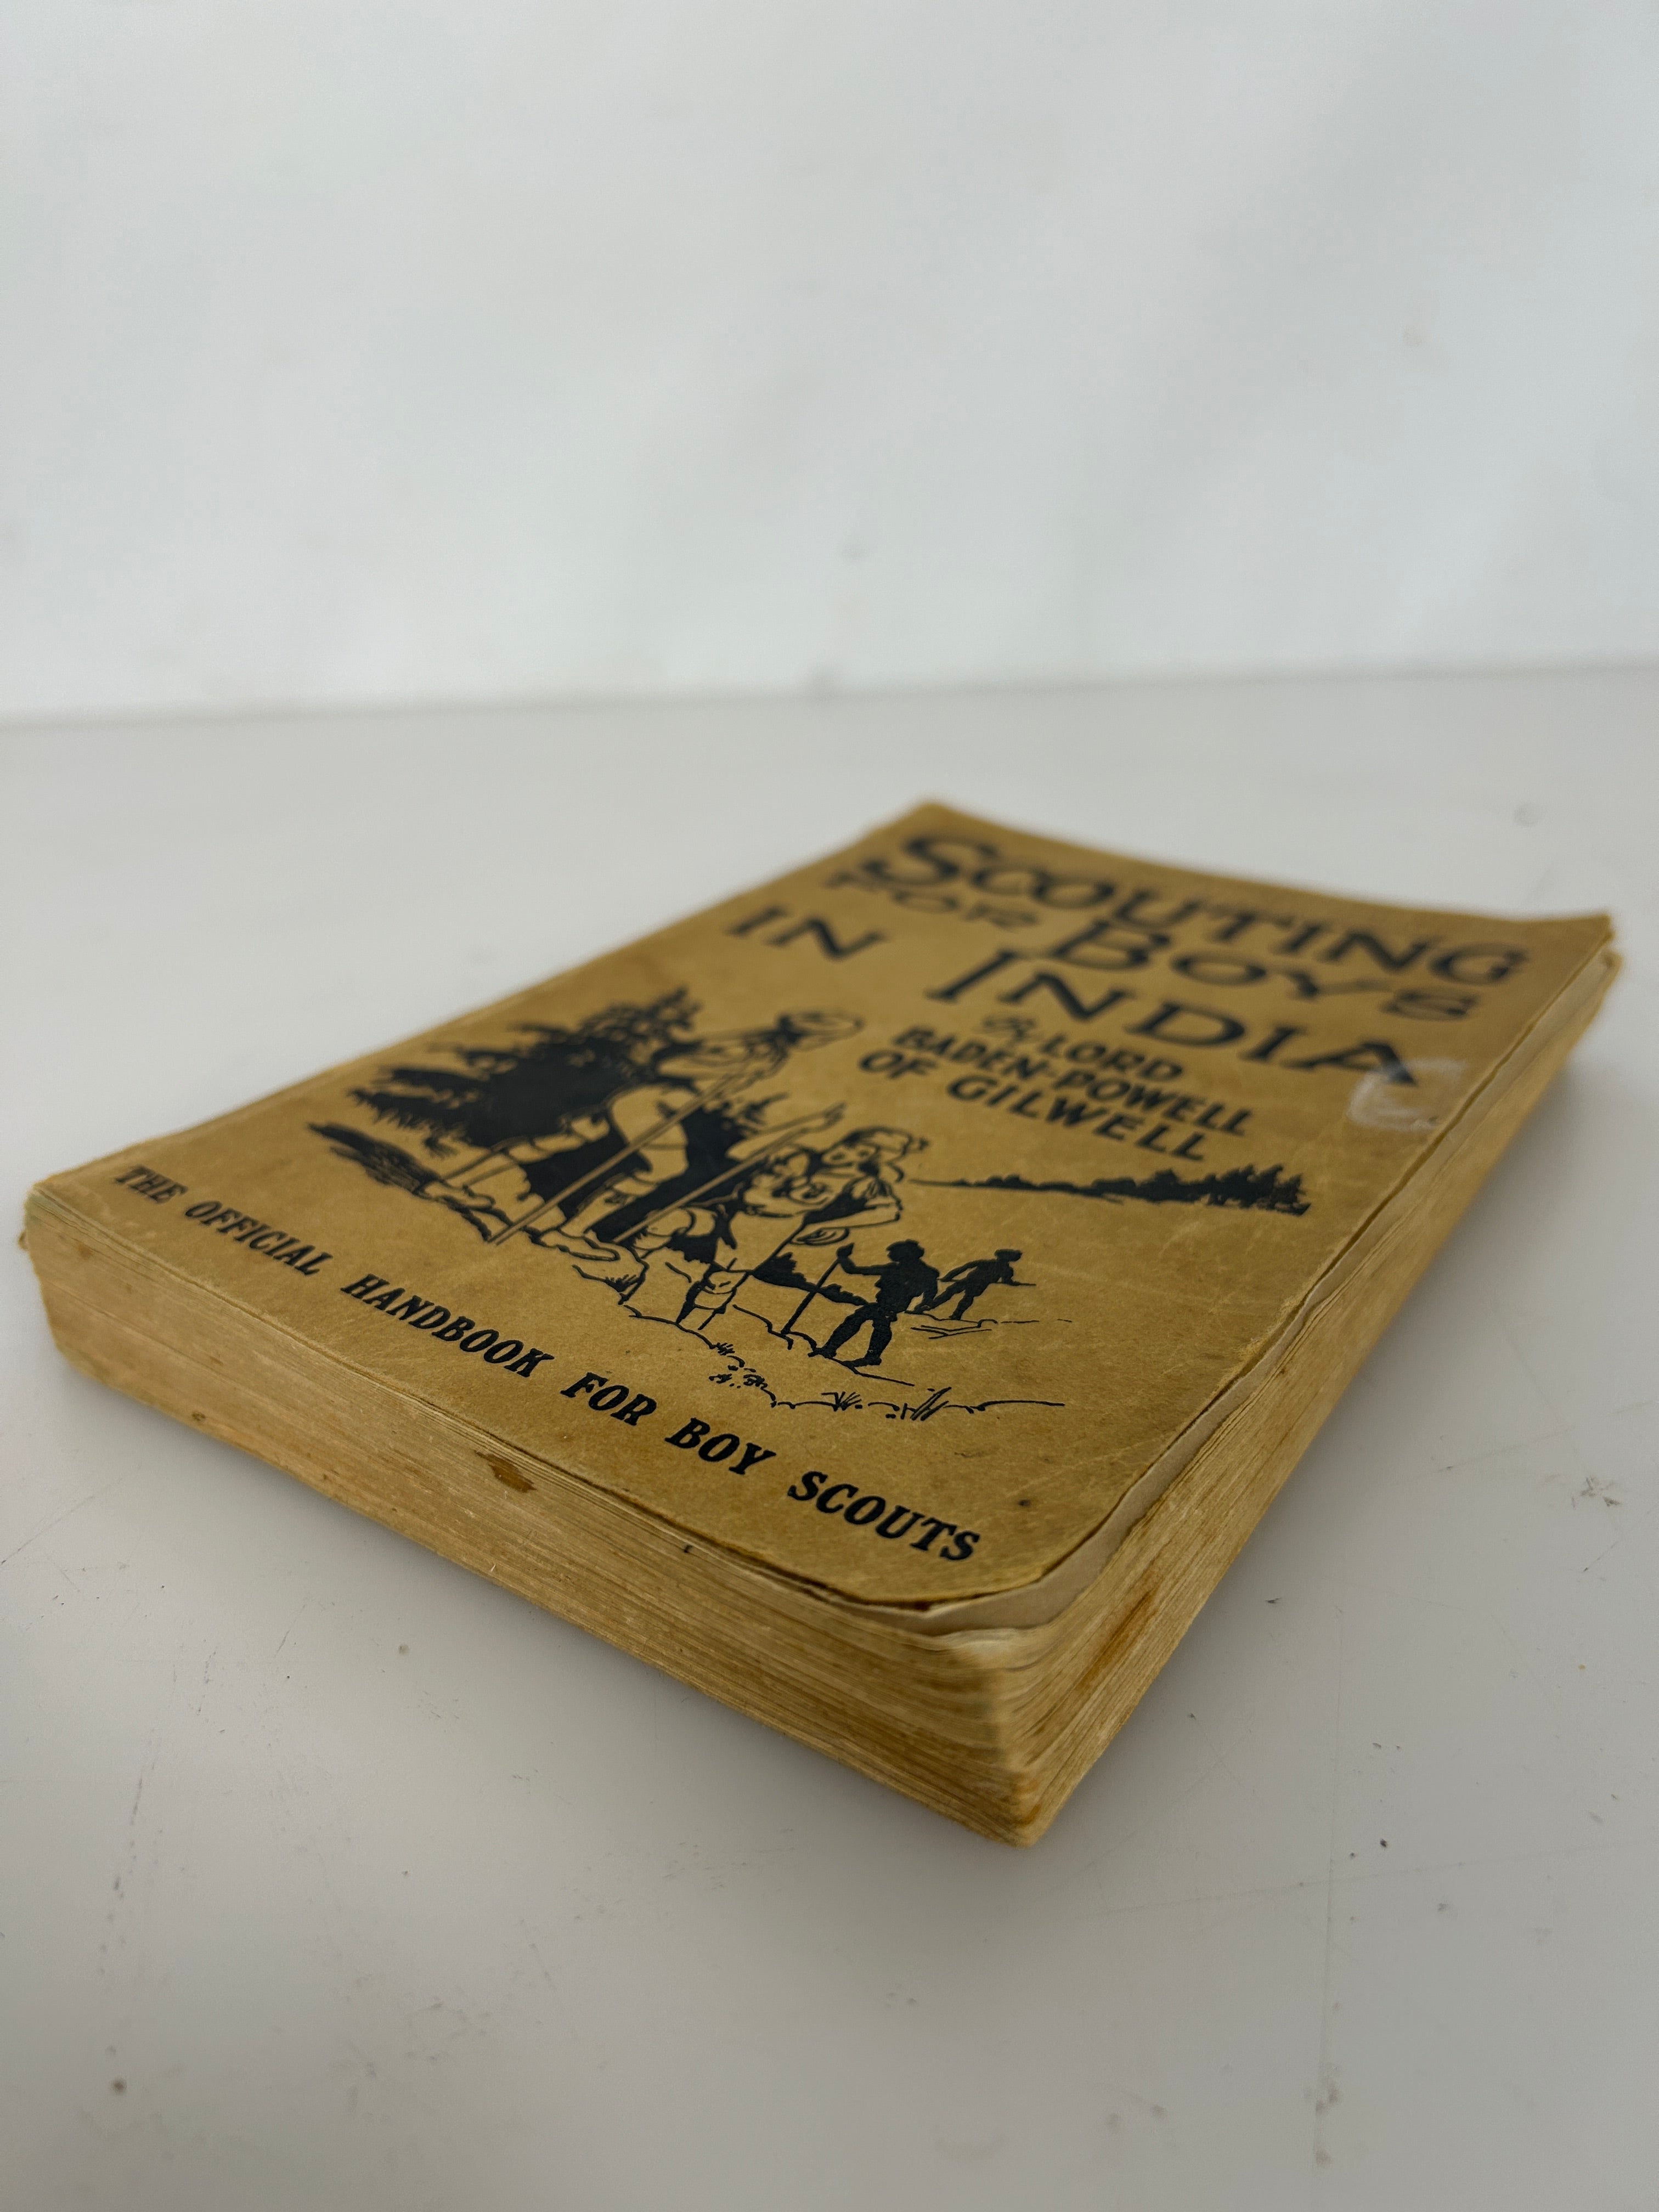 SCOUTING
FOR BOYS
IN INDIA
By LORD
BADEN-POWELL
OF GILWELL
THE OFFICIAL HANDBOOK FOR BOY SCOUTS